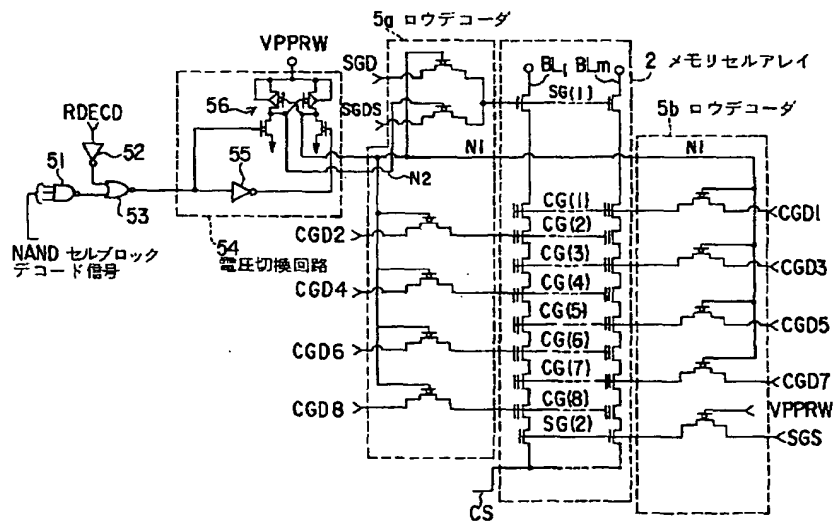 5a ロウデコーダ
VPPRW
SGD
SGDS
BL1 BLm
2 メモリセルアレイ
SG(1)
5b ロウデコーダ
56
RDECD
51
52
53
55
N1
N1
N2
54
電圧切換回路
NAND セルブロック
デコード信号
CG(1)
CGD1
CGD2
CG(2)
CG(3)
CGD3
CGD4
CG(4)
CG(5)
CGD5
CGD6
CG(6)
CG(7)
CGD7
CGD8
CG(8)
VPPRW
SG(2)
SGS
CS